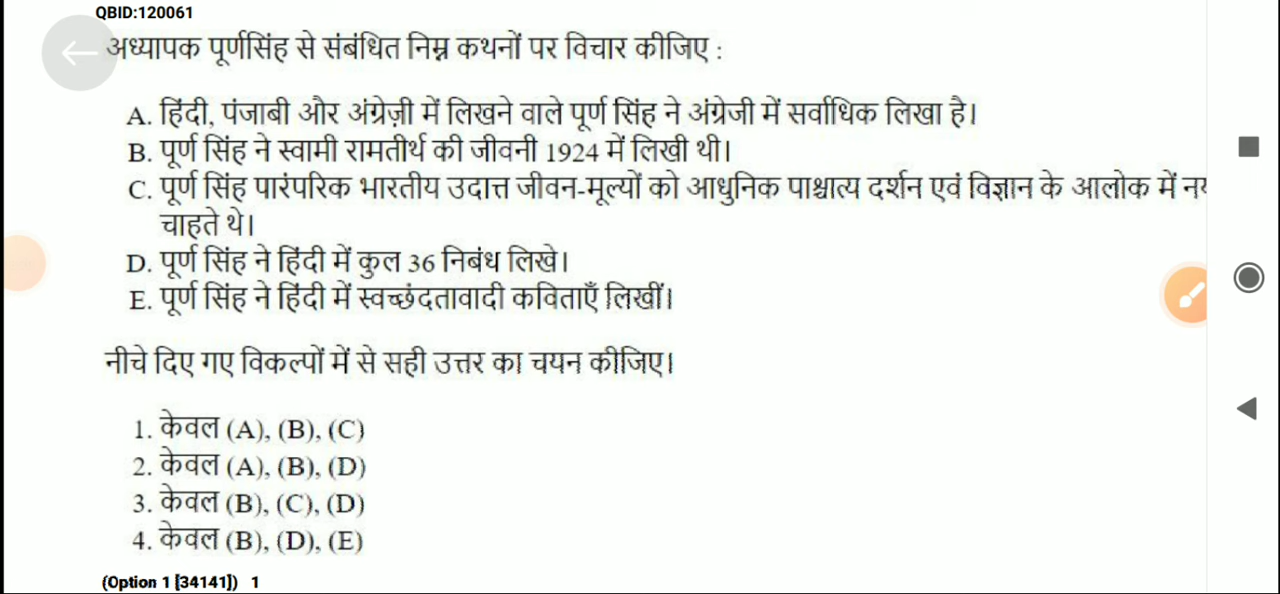 QBID:120061
अध्यापक पूर्णसिंह से संबंधित निम्न कथनों पर विचार कीजिए :
A. हिंदी, पंजाबी और अंग्रेज़ी में लिखने वाले पूर्ण सिंह ने अंग्रेजी में सर्वाधिक लिखा है।
B. पूर्ण सिंह ने स्वामी रामतीर्थ की जीवनी 1924 में लिखी थी।
C. पूर्ण सिंह पारंपरिक भारतीय उदात्त जीवन-मूल्यों को आधुनिक पाश्चात्य दर्शन एवं विज्ञान के आलोक में
चाहते थे।
D. पूर्ण सिंह ने हिंदी में कुल 36 निबंध लिखे।
E. पूर्ण सिंह ने हिंदी में स्वच्छंदतावादी कविताएँ लिखीं।
नीचे दिए गए विकल्पों में से सही उत्तर का चयन कीजिए।
1. केवल (A), (B), (C)
2. केवल (A), (B), (D)
3. केवल (B), (C), (D)
4. केवल (B), (D), (E)
(Option 1 [34141]) 1